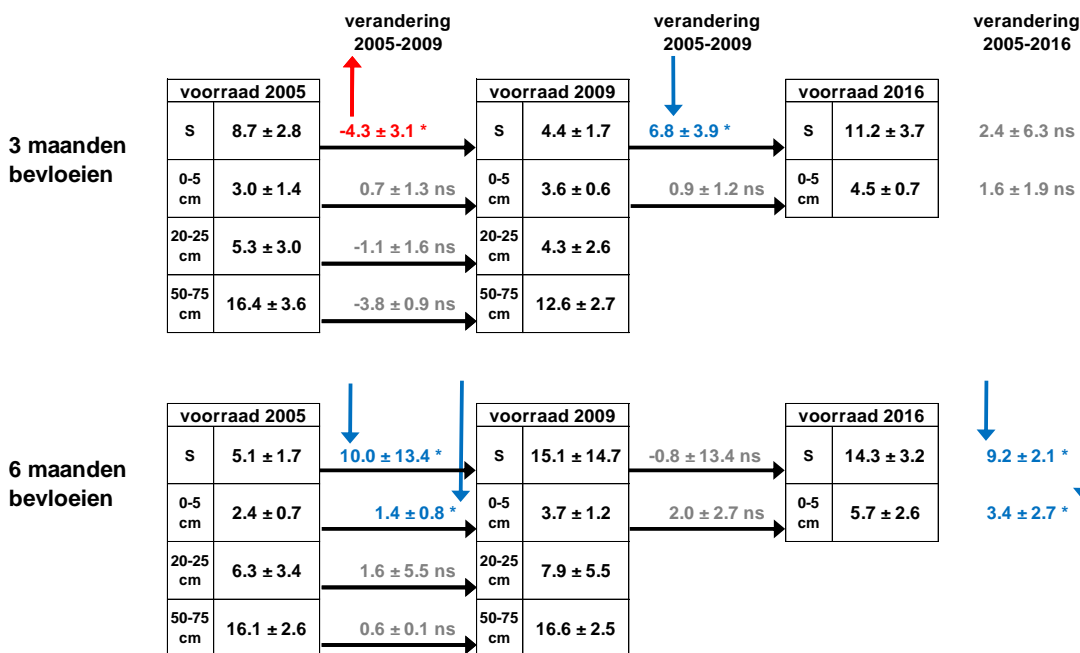 verandering verandering verandering
2005-2009 2005-2009 2005-2016
voorraad 2005 voorraad 2009 voorraad 2016
3 maanden
bevloeien
S 8.7 ± 2.8 -4.3 ± 3.1 * S 4.4 ± 1.7 6.8 ± 3.9 * S 11.2 ± 3.7 2.4 ± 6.3 ns
0-5
cm 3.0 ± 1.4 0.7 ± 1.3 ns 0-5
cm 3.6 ± 0.6 0.9 ± 1.2 ns 0-5
cm 4.5 ± 0.7 1.6 ± 1.9 ns
20-25
cm 5.3 ± 3.0 -1.1 ± 1.6 ns 20-25
cm 4.3 ± 2.6
50-75
cm 16.4 ± 3.6 -3.8 ± 0.9 ns 50-75
cm 12.6 ± 2.7
voorraad 2005 voorraad 2009 voorraad 2016
6 maanden
bevloeien
S 5.1 ± 1.7 10.0 ± 13.4 * S 15.1 ± 14.7 -0.8 ± 13.4 ns S 14.3 ± 3.2 9.2 ± 2.1 *
0-5
cm 2.4 ± 0.7 1.4 ± 0.8 * 0-5
cm 3.7 ± 1.2 2.0 ± 2.7 ns 0-5
cm 5.7 ± 2.6 3.4 ± 2.7 *
20-25
cm 6.3 ± 3.4 1.6 ± 5.5 ns 20-25
cm 7.9 ± 5.5
50-75
cm 16.1 ± 2.6 0.6 ± 0.1 ns 50-75
cm 16.6 ± 2.5